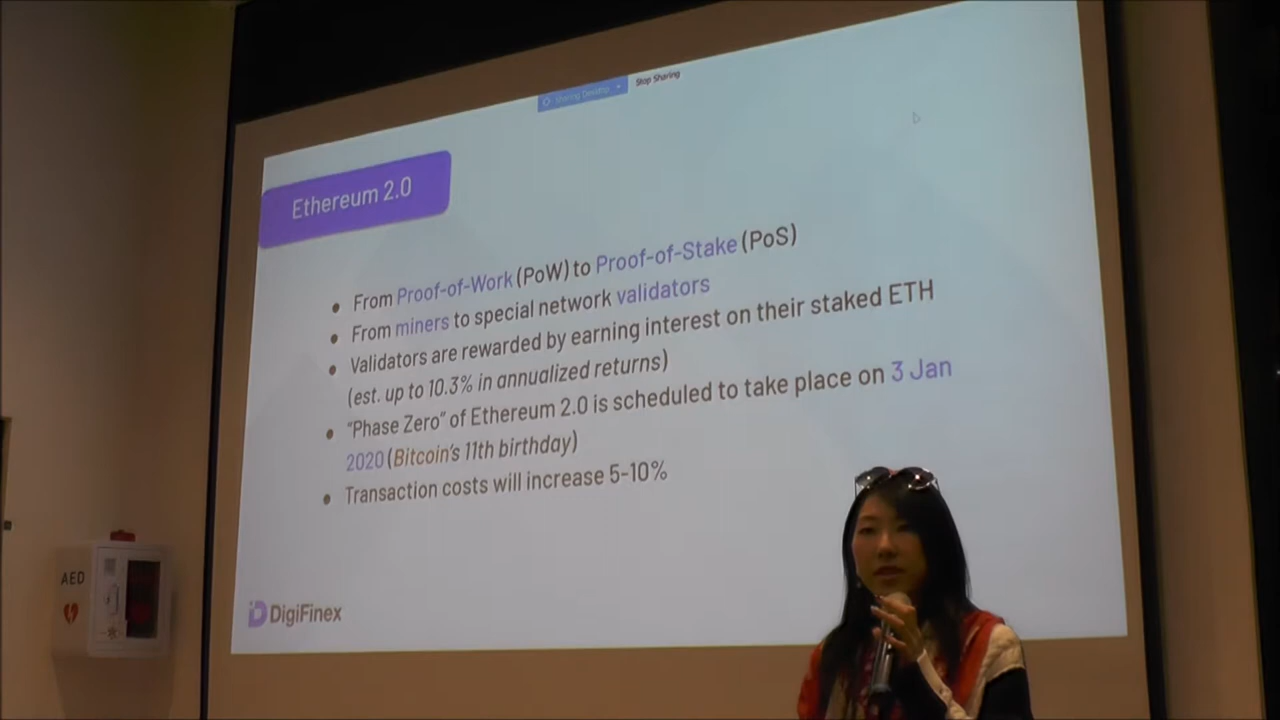 Sharing Desktop
Stop Sharing
Ethereum 2.0
From Proof-of-Work (PoW) to Proof-of-Stake (PoS)
From miners to special network validators
Validators are rewarded by earning interest on their staked ETH
(est. up to 10.3% in annualized returns)
“Phase Zero” of Ethereum 2.0 is scheduled to take place on 3 Jan
2020 (Bitcoin's 11th birthday)
Transaction costs will increase 5-10%
AED
DigiFinex